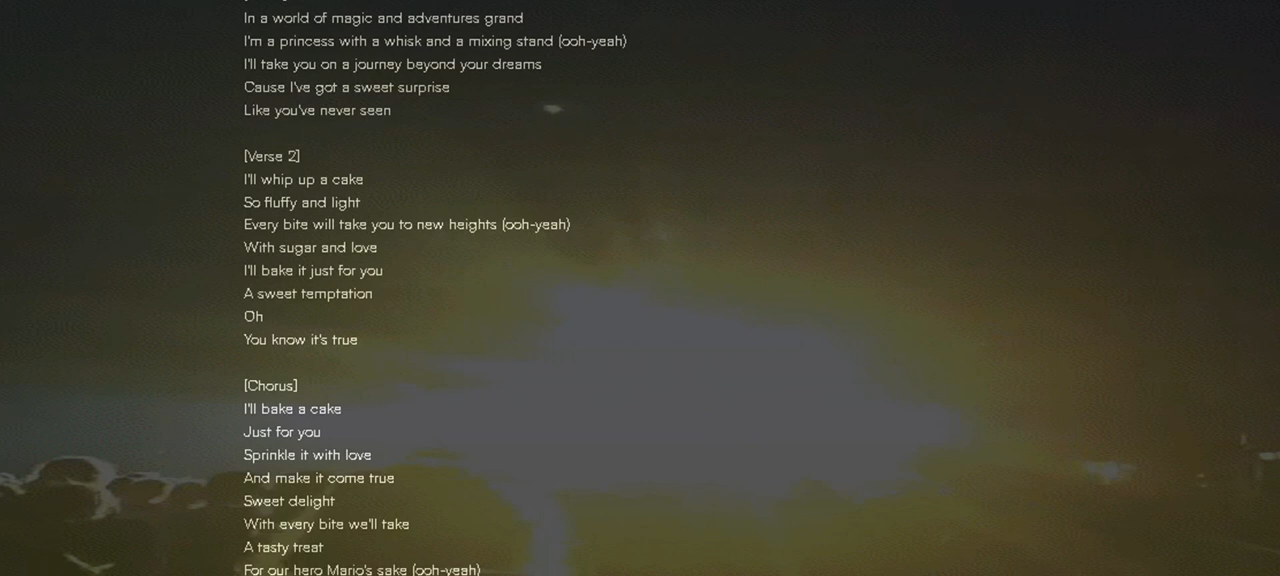 In a world of magic and adventures grand
I'm a princess with a whisk and a mixing stand (ooh-yeah)
I'll take you on a journey beyond your dreams
Cause I've got a sweet surprise
Like you've never seen
[Verse 2]
I'll whip up a cake
So fluffy and light
Every bite will take you to new heights (ooh-yeah)
With sugar and love
I'll bake it just for you
A sweet temptation
Oh
You know it's true
[Chorus]
I'll bake a cake
Just for you
Sprinkle it with love
And make it come true
Sweet delight
With every bite we'll take
A tasty treat
For our hero Mario's sake (ooh-yeah)